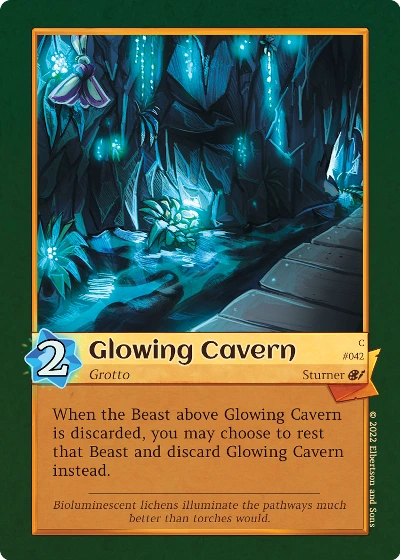 2
Glowing Cavern
C
#042
Grotto
Sturner
When the Beast above Glowing Cavern
is discarded, you may choose to rest
that Beast and discard Glowing Cavern
instead.
Bioluminescent lichens illuminate the pathways much
better than torches would.
© 2022 Elbertson and Sons